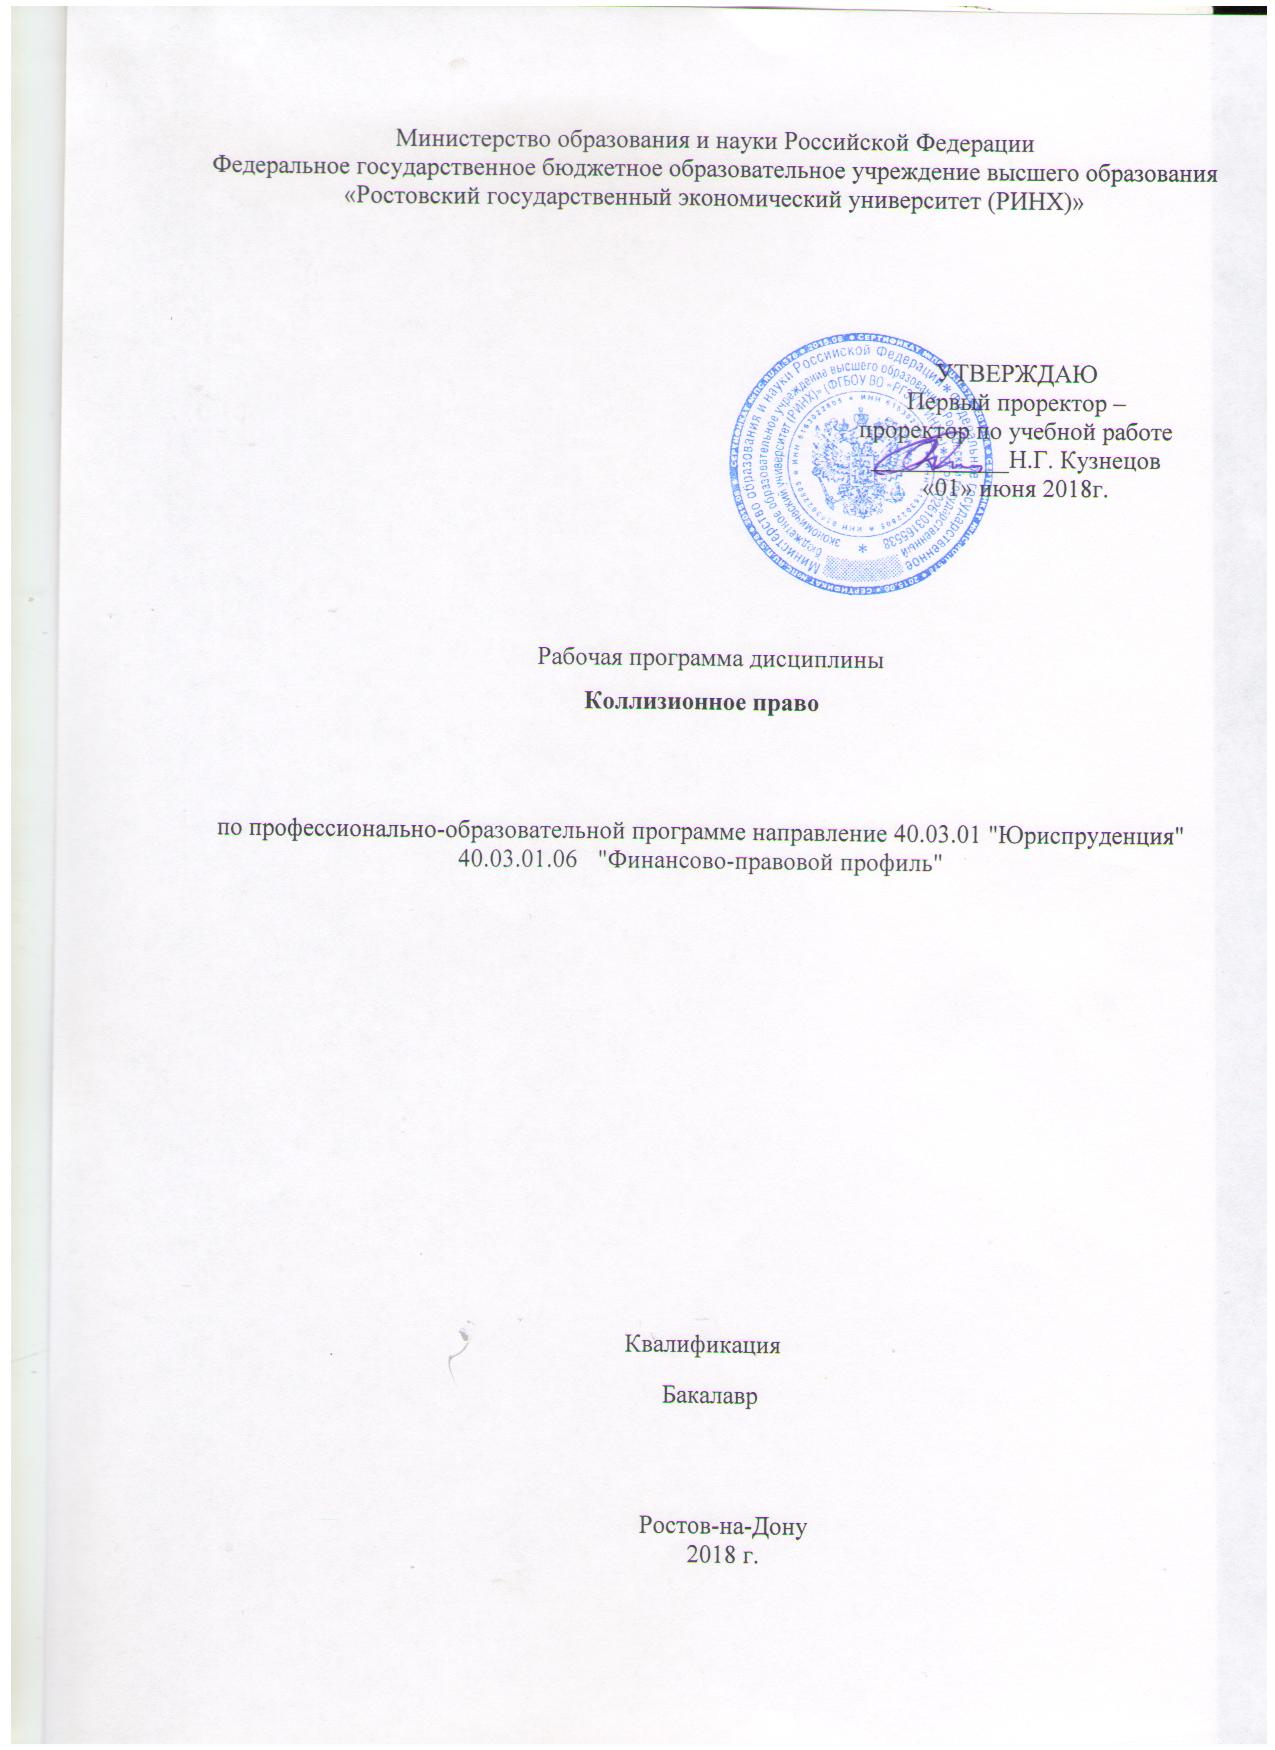 Министерство образования и науки Российской Федерации
Федеральное государственное бюджетное образовательное учреждение высшего образования
«Ростовский государственный экономический университет (РИНХ)»
УТВЕРЖДАЮ
Первый проректор –
проректор по учебной работе
Н.Г. Кузнецов
«01» июня 2018г.
Рабочая программа дисциплины
Коллизионное право
по профессионально-образовательной программе направление 40.03.01 "Юриспруденция"
40.03.01.06 "Финансово-правовой профиль"
Квалификация
Бакалавр
Ростов-на-Дону
2018 г.